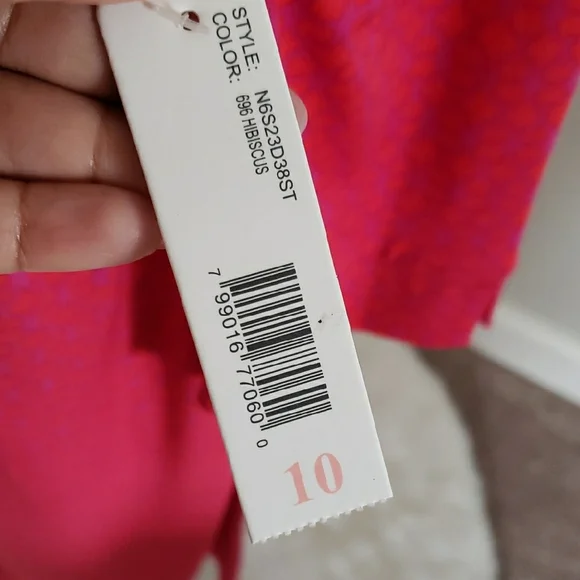 STYLE: N6S23D38ST
COLOR: 696 HIBISCUS
7 99016 77060 0
10